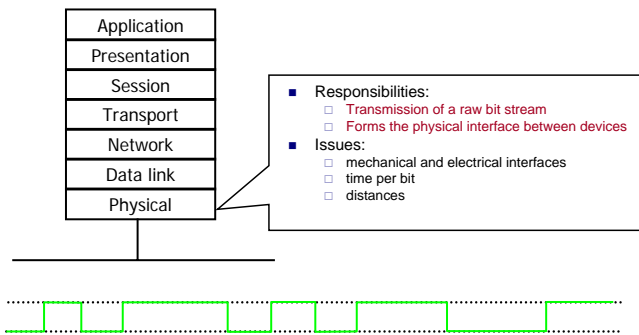 Application
Presentation
Session
Transport
Network
Data link
Physical
Responsibilities:
Transmission of a raw bit stream
Forms the physical interface between devices
Issues:
mechanical and electrical interfaces
time per bit
distances